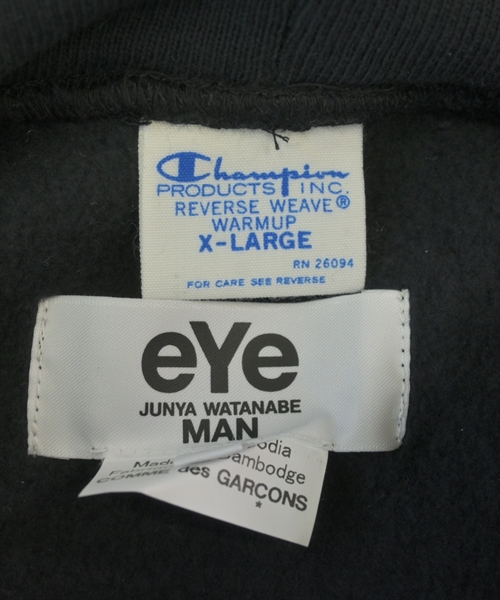 Champion
PRODUCTS INC.
REVERSE WEAVE®
WARMUP
X-LARGE
RN 26094
FOR CARE SEE REVERSE
eYe
JUNYA WATANABE
MAN
Made odia
ambodge
COMME des GARCONS
*